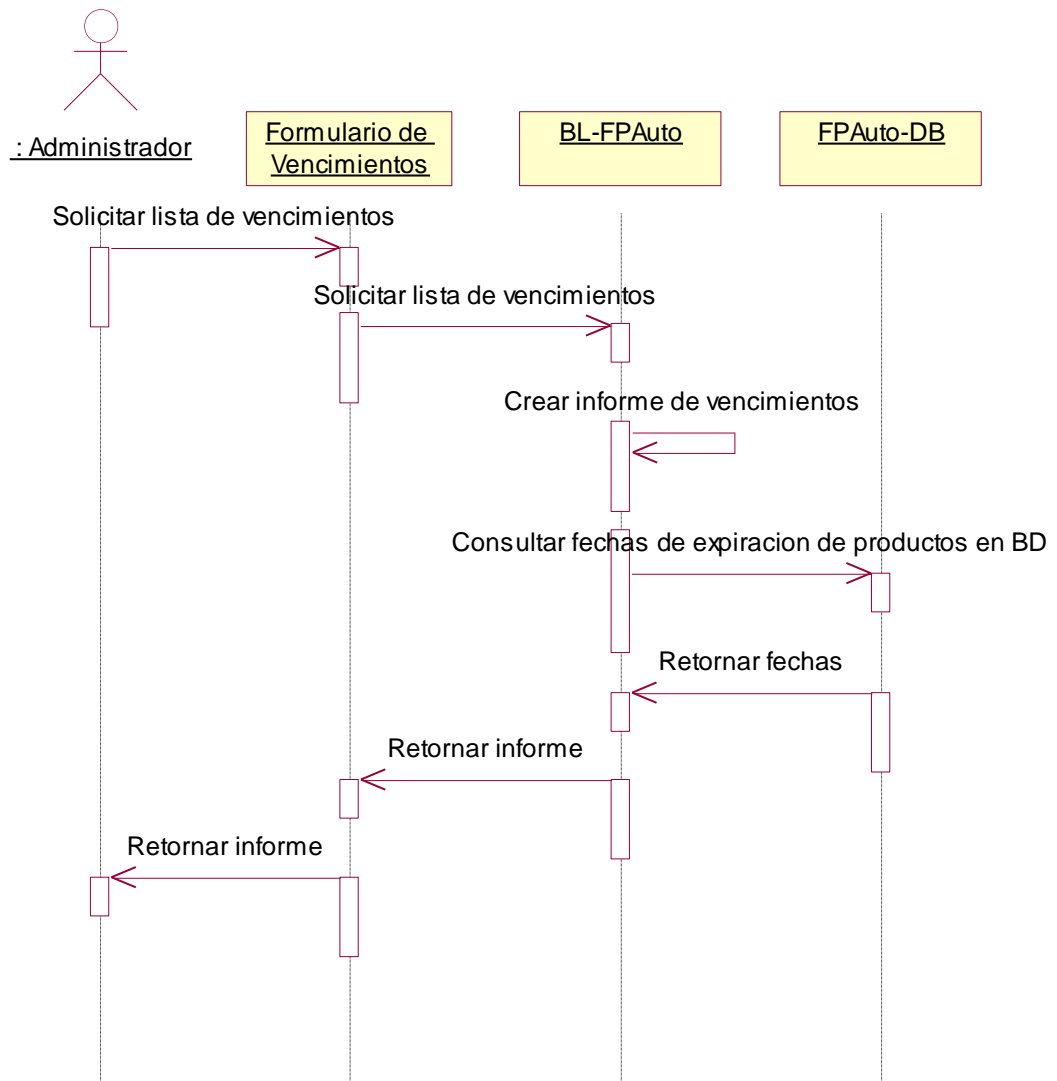 : Administrador
Formulario de
Vencimientos
BL-FPAuto
FPAuto-DB
Solicitar lista de vencimientos
Solicitar lista de vencimientos
Crear informe de vencimientos
Consultar fechas de expiracion de productos en BD
Retornar fechas
Retornar informe
Retornar informe